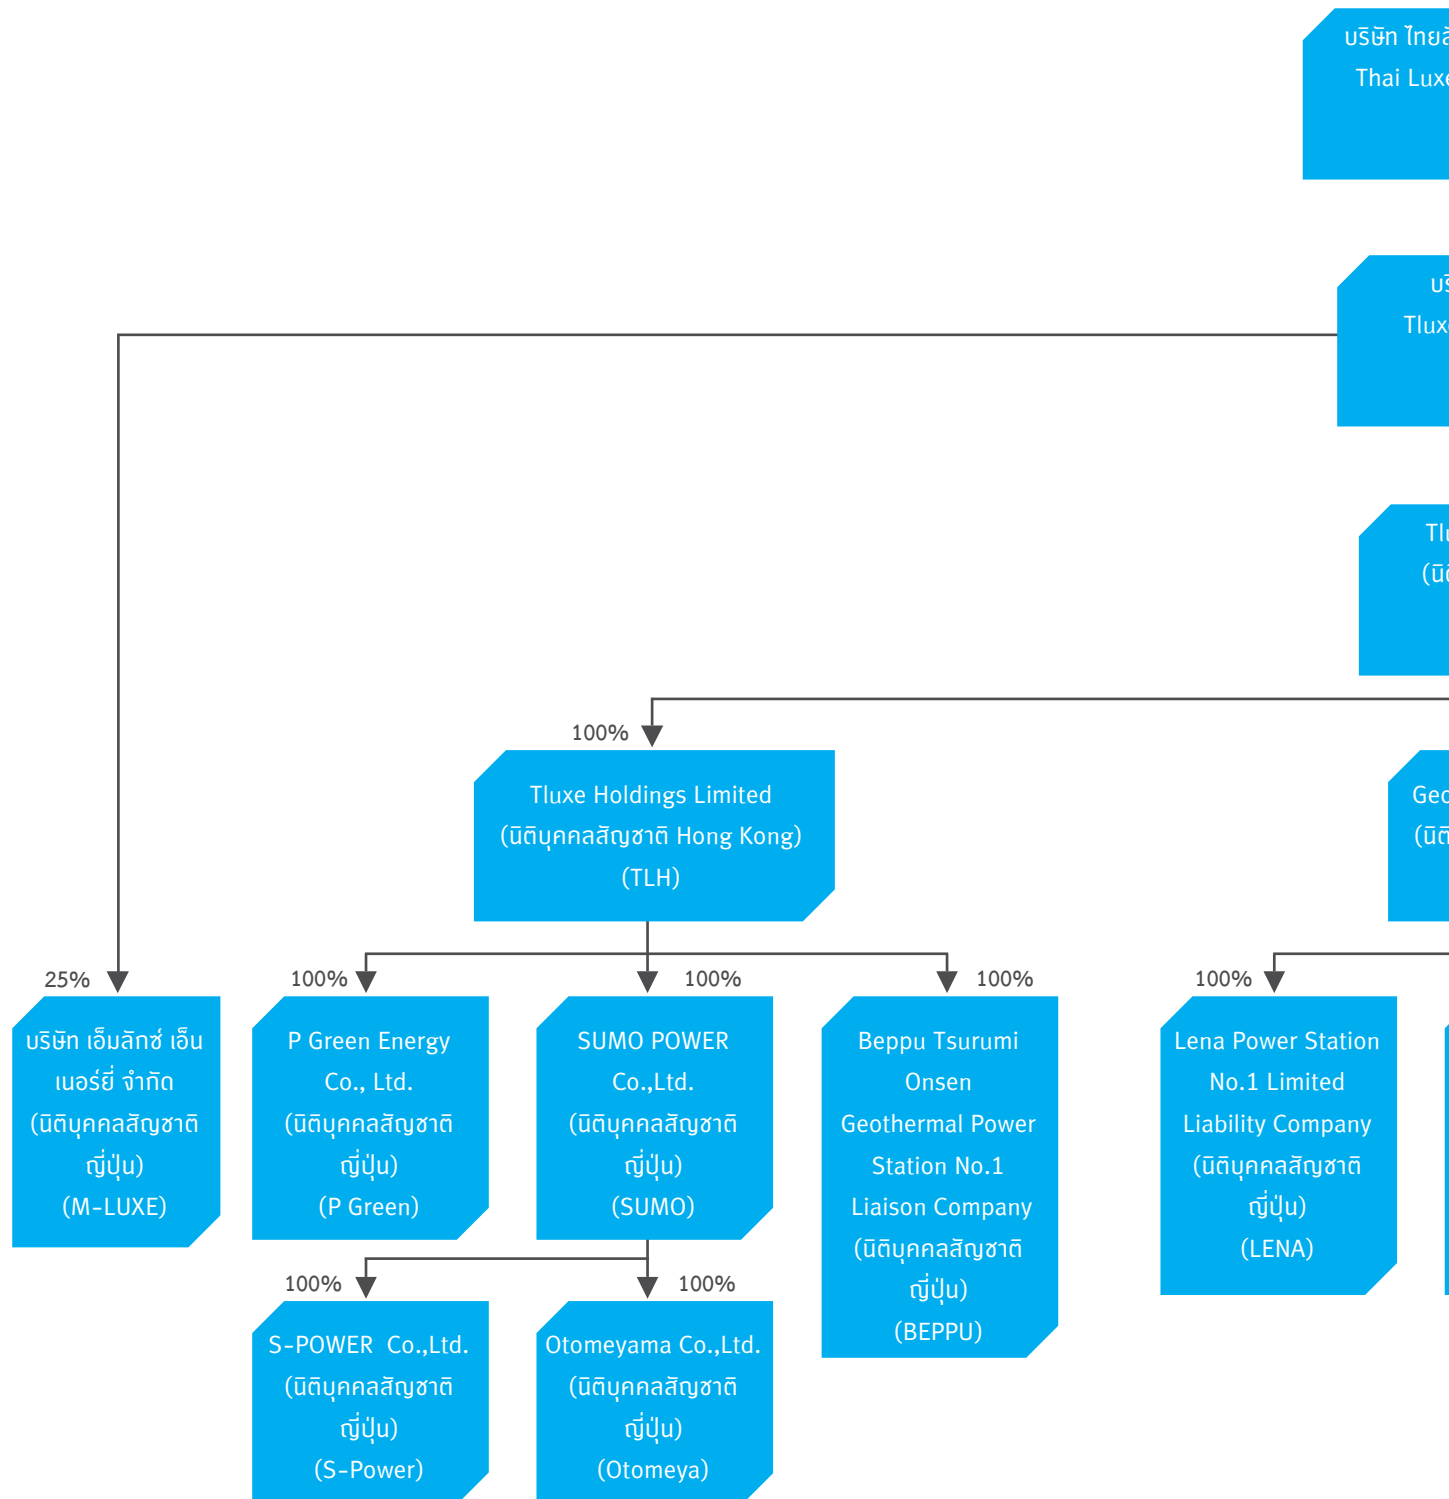 บริษัท ไทยลั
Thai Luxe
บริ
Tluxe
Tlu
(นิติ
100%
Tluxe Holdings Limited
(นิติบุคคลสัญชาติ Hong Kong)
(TLH)
Geo
(นิติ
25%
บริษัท เอ็มลักซ์ เอ็น
เนอร์ยี่ จำกัด
(นิติบุคคลสัญชาติ
ญี่ปุ่น)
(M-LUXE)
100%
P Green Energy
Co., Ltd.
(นิติบุคคลสัญชาติ
ญี่ปุ่น)
(P Green)
100%
SUMO POWER
Co.,Ltd.
(นิติบุคคลสัญชาติ
ญี่ปุ่น)
(SUMO)
100%
Beppu Tsurumi
Onsen
Geothermal Power
Station No.1
Liaison Company
(นิติบุคคลสัญชาติ
ญี่ปุ่น)
(BEPPU)
100%
Lena Power Station
No.1 Limited
Liability Company
(นิติบุคคลสัญชาติ
ญี่ปุ่น)
(LENA)
100%
S-POWER Co.,Ltd.
(นิติบุคคลสัญชาติ
ญี่ปุ่น)
(S-Power)
100%
Otomeyama Co.,Ltd.
(นิติบุคคลสัญชาติ
ญี่ปุ่น)
(Otomeya)